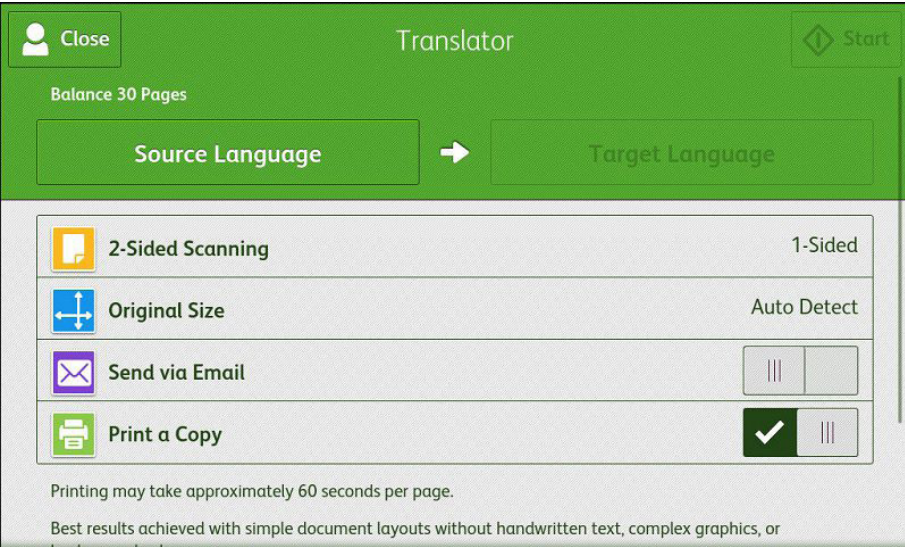 Close
Translator
Start
Balance 30 Pages
Source Language
Target Language
2-Sided Scanning 1-Sided
Original Size Auto Detect
Send via Email
Print a Copy
Printing may take approximately 60 seconds per page.
Best results achieved with simple document layouts without handwritten text, complex graphics, or